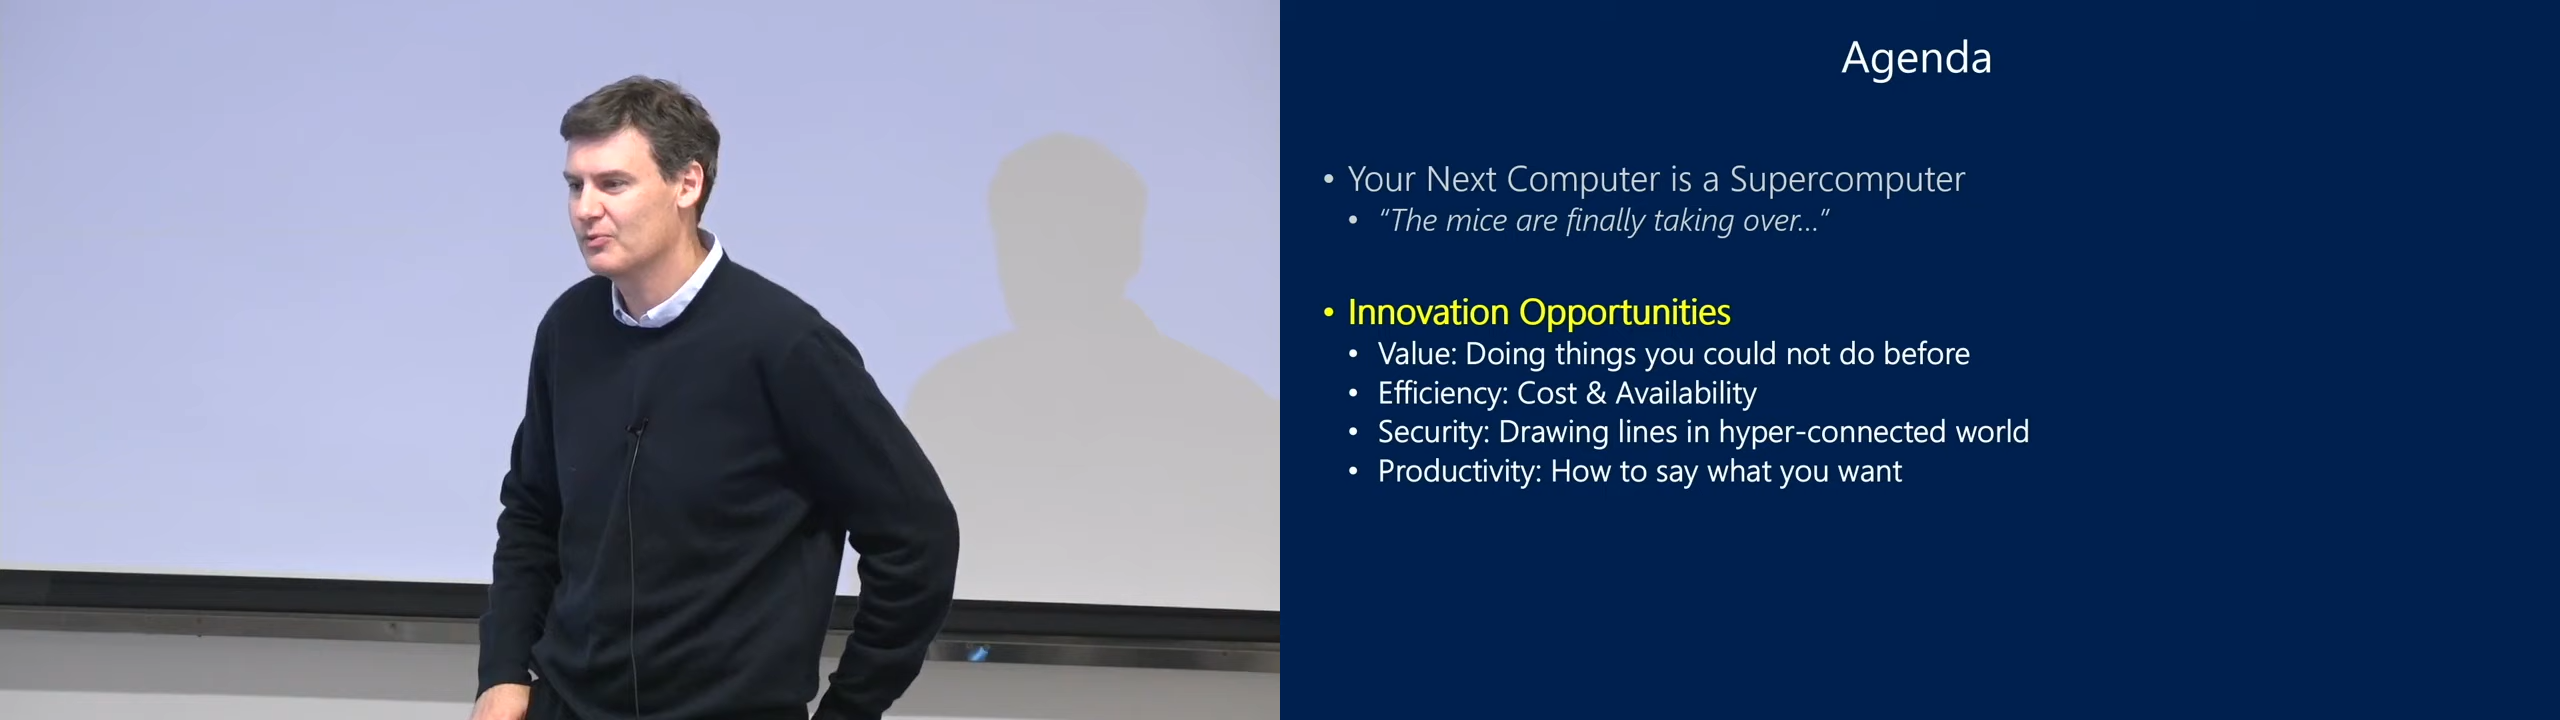 Agenda
• Your Next Computer is a Supercomputer
• “The mice are finally taking over...”
• Innovation Opportunities
• Value: Doing things you could not do before
• Efficiency: Cost & Availability
• Security: Drawing lines in hyper-connected world
• Productivity: How to say what you want